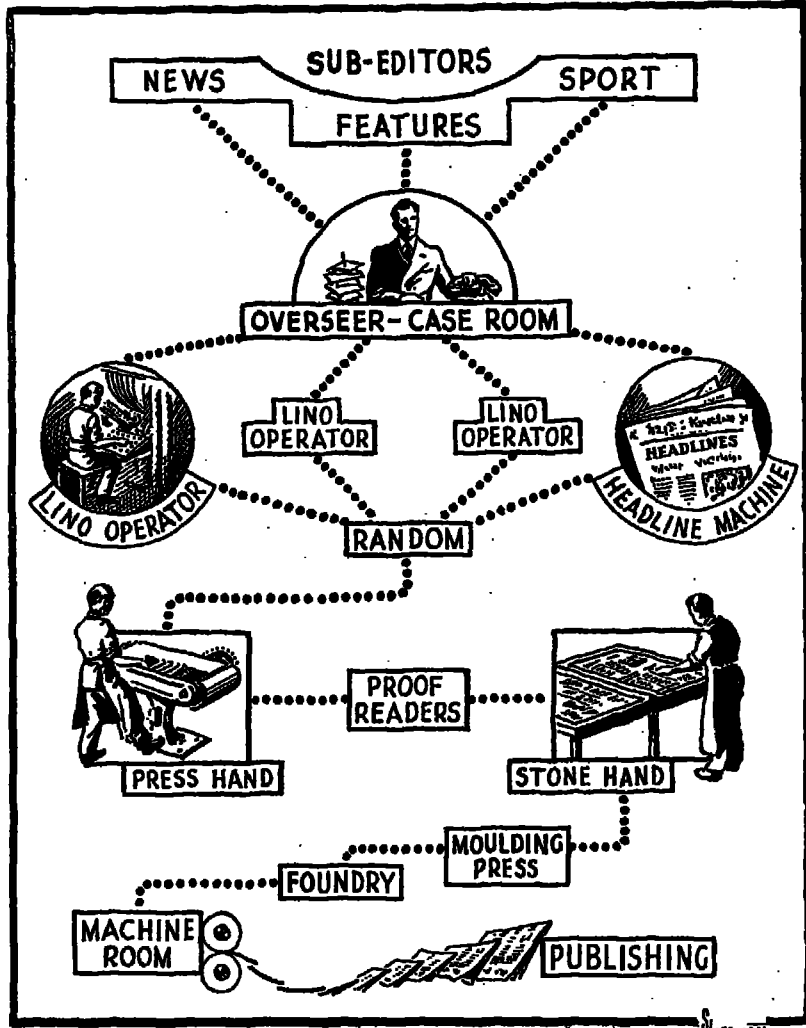 SUB-EDITORS
NEWS
SPORT
FEATURES
OVERSEER-CASE ROOM
LINO
OPERATOR
LINO
OPERATOR
LINO OPERATOR
HEADLINES
HEADLINE MACHINE
RANDOM
PROOF
READERS
PRESS HAND
STONE HAND
MOULDING
PRESS
FOUNDRY
MACHINE
ROOM
PUBLISHING